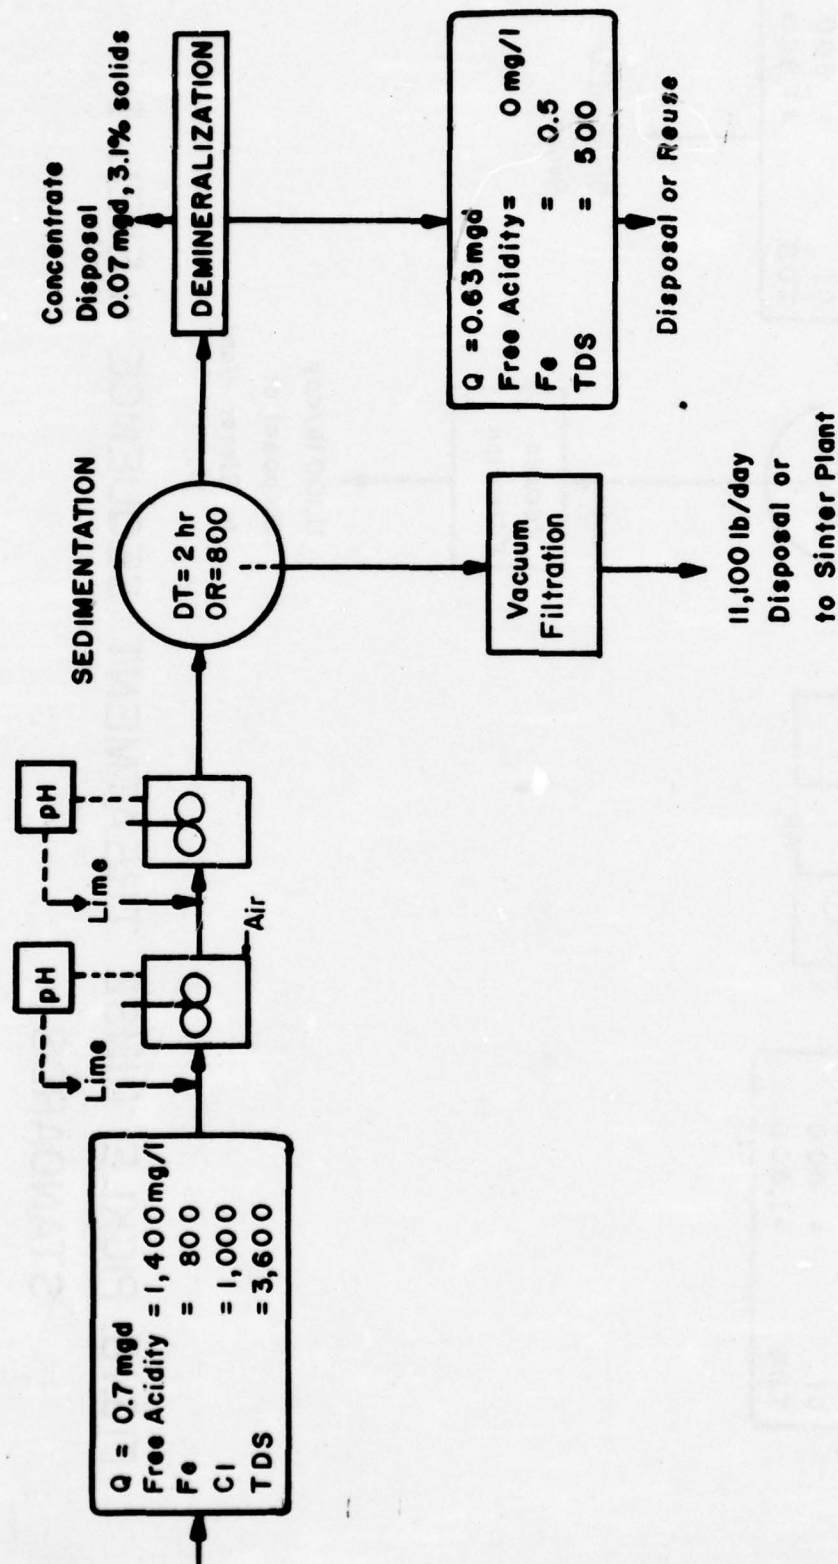 Q = 0.7 mgd
Free Acidity = 1,400 mg/l
Fe = 800
Cl = 1,000
TDS = 3,600
Lime
pH
Air
Lime
pH
SEDIMENTATION
DT = 2 hr
OR = 800
Vacuum
Filtration
11,100 lb/day
Disposal or
to Sinter Plant
Concentrate
Disposal
0.07 mgd, 3.1% solids
DEMINERALIZATION
Q = 0.63 mgd
Free Acidity = 0 mg/l
Fe = 0.5
TDS = 500
Disposal or Reuse